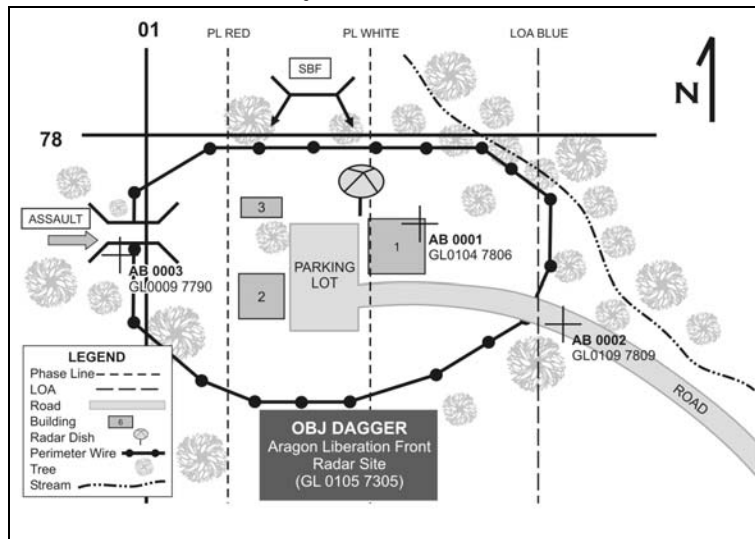 01
PL RED
PL WHITE
LOA BLUE
SBF
N
78
ASSAULT
3
1
AB 0001
GL0104 7806
AB 0003
GL0009 7790
PARKING
LOT
2
AB 0002
GL0109 7809
ROAD
LEGEND
Phase Line
LOA
Road
Building
6
Radar Dish
Perimeter Wire
Tree
Stream
OBJ DAGGER
Aragon Liberation Front
Radar Site
(GL 0105 7305)